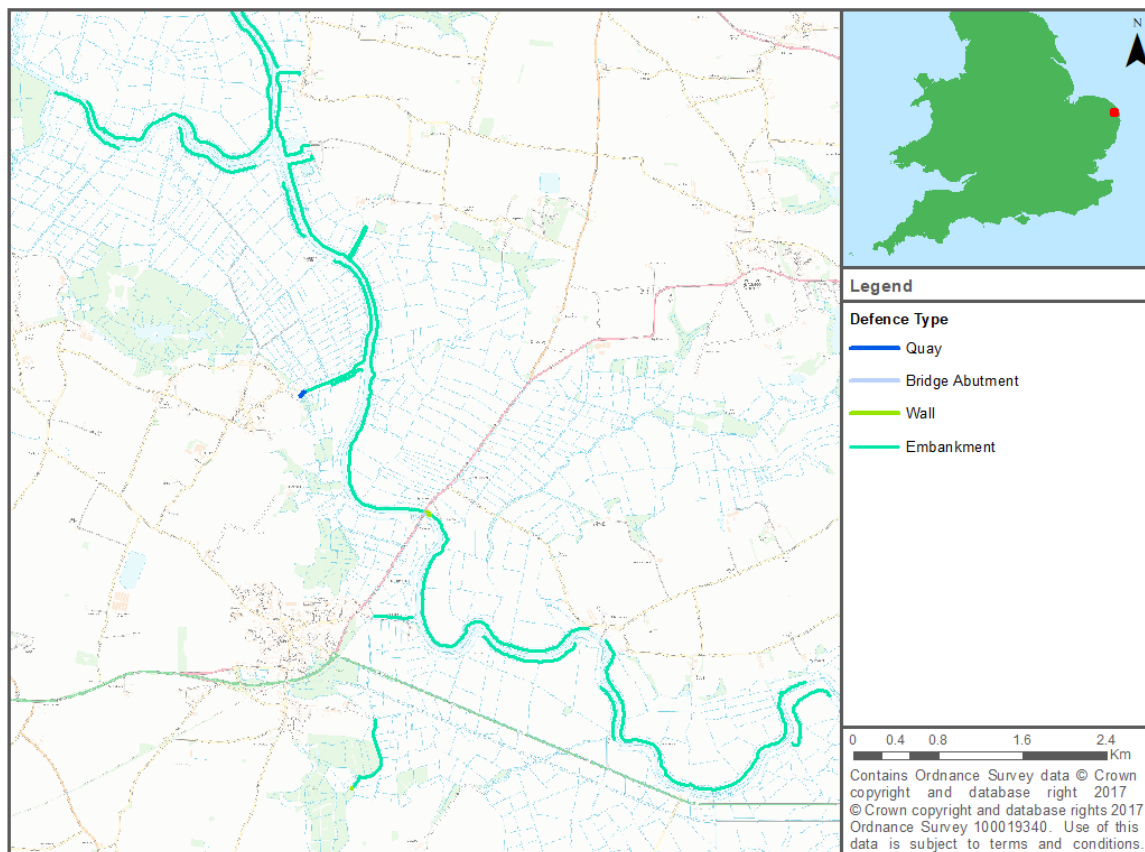 N
Legend
Defence Type
Quay
Bridge Abutment
Wall
Embankment
0 0.4 0.8 1.6 2.4
Km
Contains Ordnance Survey data © Crown
copyright and database right 2017
© Crown copyright and database rights 2017
Ordnance Survey 100019340. Use of this
data is subject to terms and conditions.